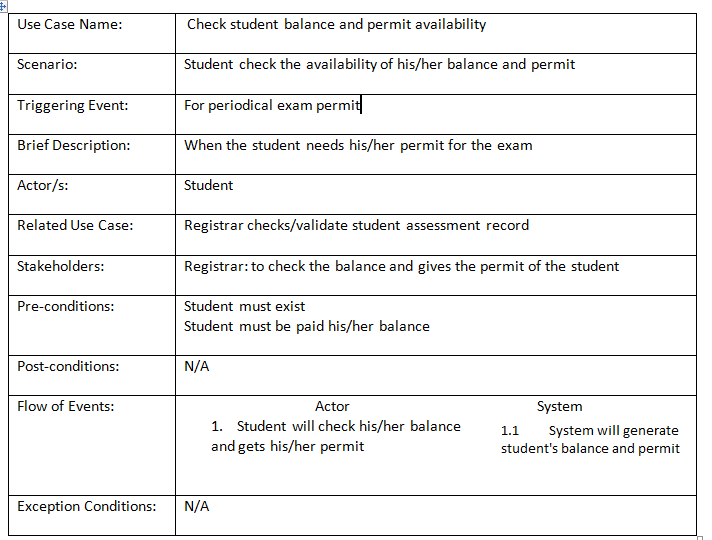 Use Case Name: Check student balance and permit availability
Scenario: Student check the availability of his/her balance and permit
Triggering Event: For periodical exam permit
Brief Description: When the student needs his/her permit for the exam
Actor/s: Student
Related Use Case: Registrar checks/validate student assessment record
Stakeholders: Registrar: to check the balance and gives the permit of the student
Pre-conditions: Student must exist
Student must be paid his/her balance
Post-conditions: N/A
Flow of Events: Actor System
1. Student will check his/her balance
and gets his/her permit
1.1 System will generate
student's balance and permit
Exception Conditions: N/A